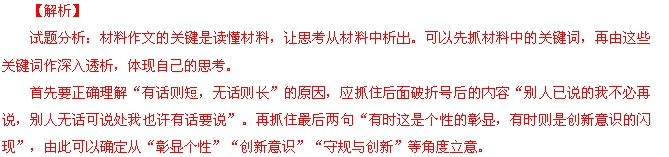 【解析】
试题分析：材料作文的关键是读懂材料，让思考从材料中析出。可以先抓材料中的关键词，再由这些
关键词作深入透析，体现自己的思考。
首先要正确理解“有话则短，无话则长”的原因，应抓住后面破折号后的内容“别人已说的我不必再
说，别人无话可说处我也许有话要说”。再抓住最后两句“有时这是个性的彰显，有时则是创新意识的闪
现”，由此可以确定从“彰显个性”“创新意识”“守规与创新”等角度立意。